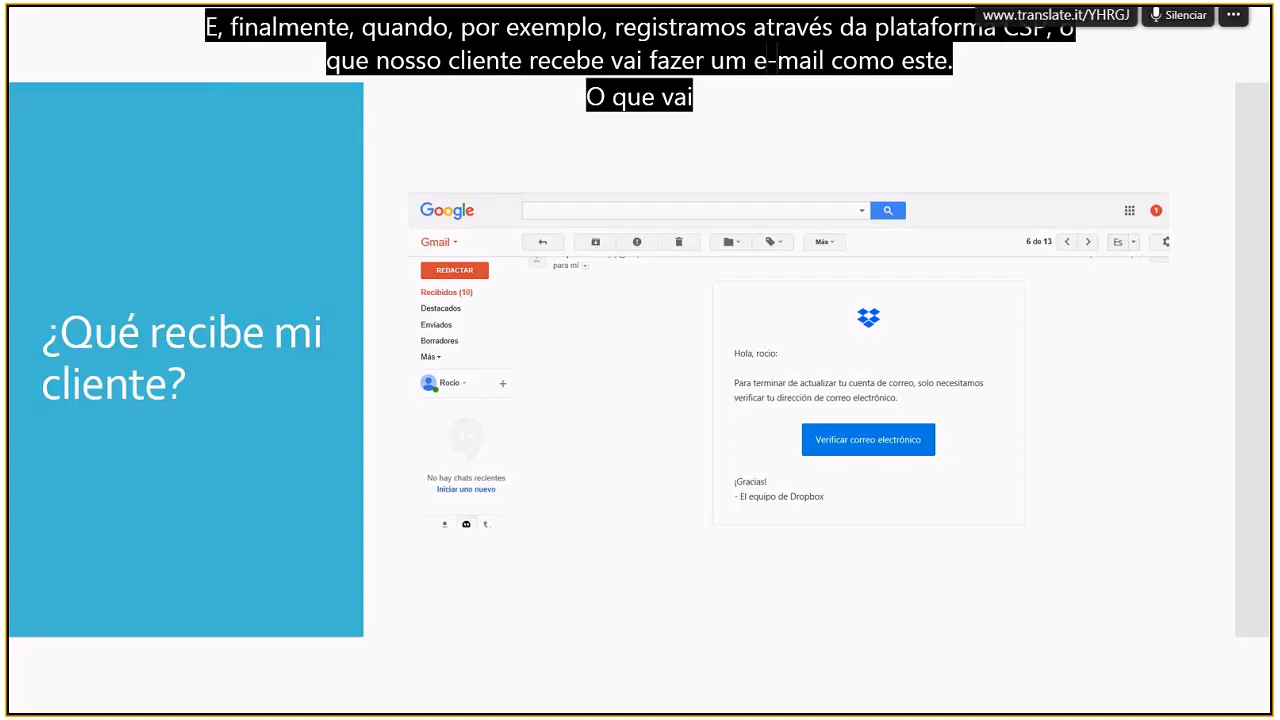 www.translate.it/YHRGJ
Silenciar
E, finalmente, quando, por exemplo, registramos através da plataforma CSP, o
que nosso cliente recebe vai fazer um e-mail como este.
O que vai
¿Qué recibe mi
cliente?
Google
1
Gmail
Más
6 de 13
Es
REDACTAR
para mí
Recibidos (10)
Destacados
Enviados
Borradores
Más
Rocio
No hay chats recientes
Iniciar uno nuevo
Hola, rocio:
Para terminar de actualizar tu cuenta de correo, solo necesitamos
verificar tu dirección de correo electrónico.
Verificar correo electrónico
¡Gracias!
- El equipo de Dropbox